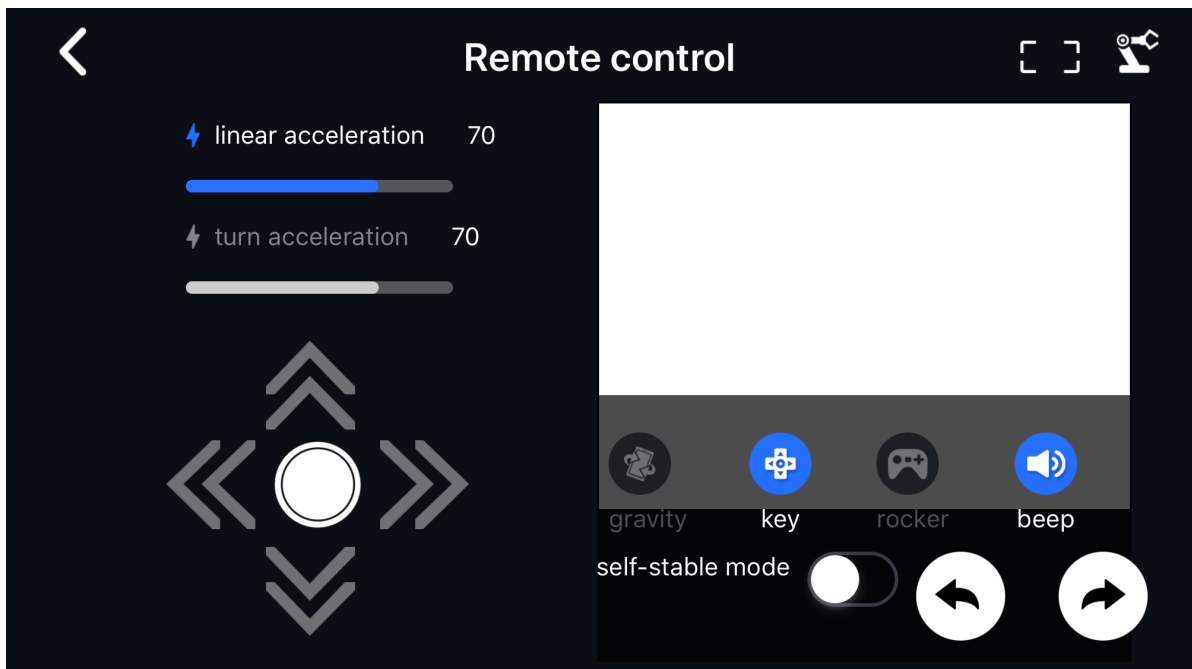 Remote control
linear acceleration 70
turn acceleration 70
gravity key rocker beep
self-stable mode